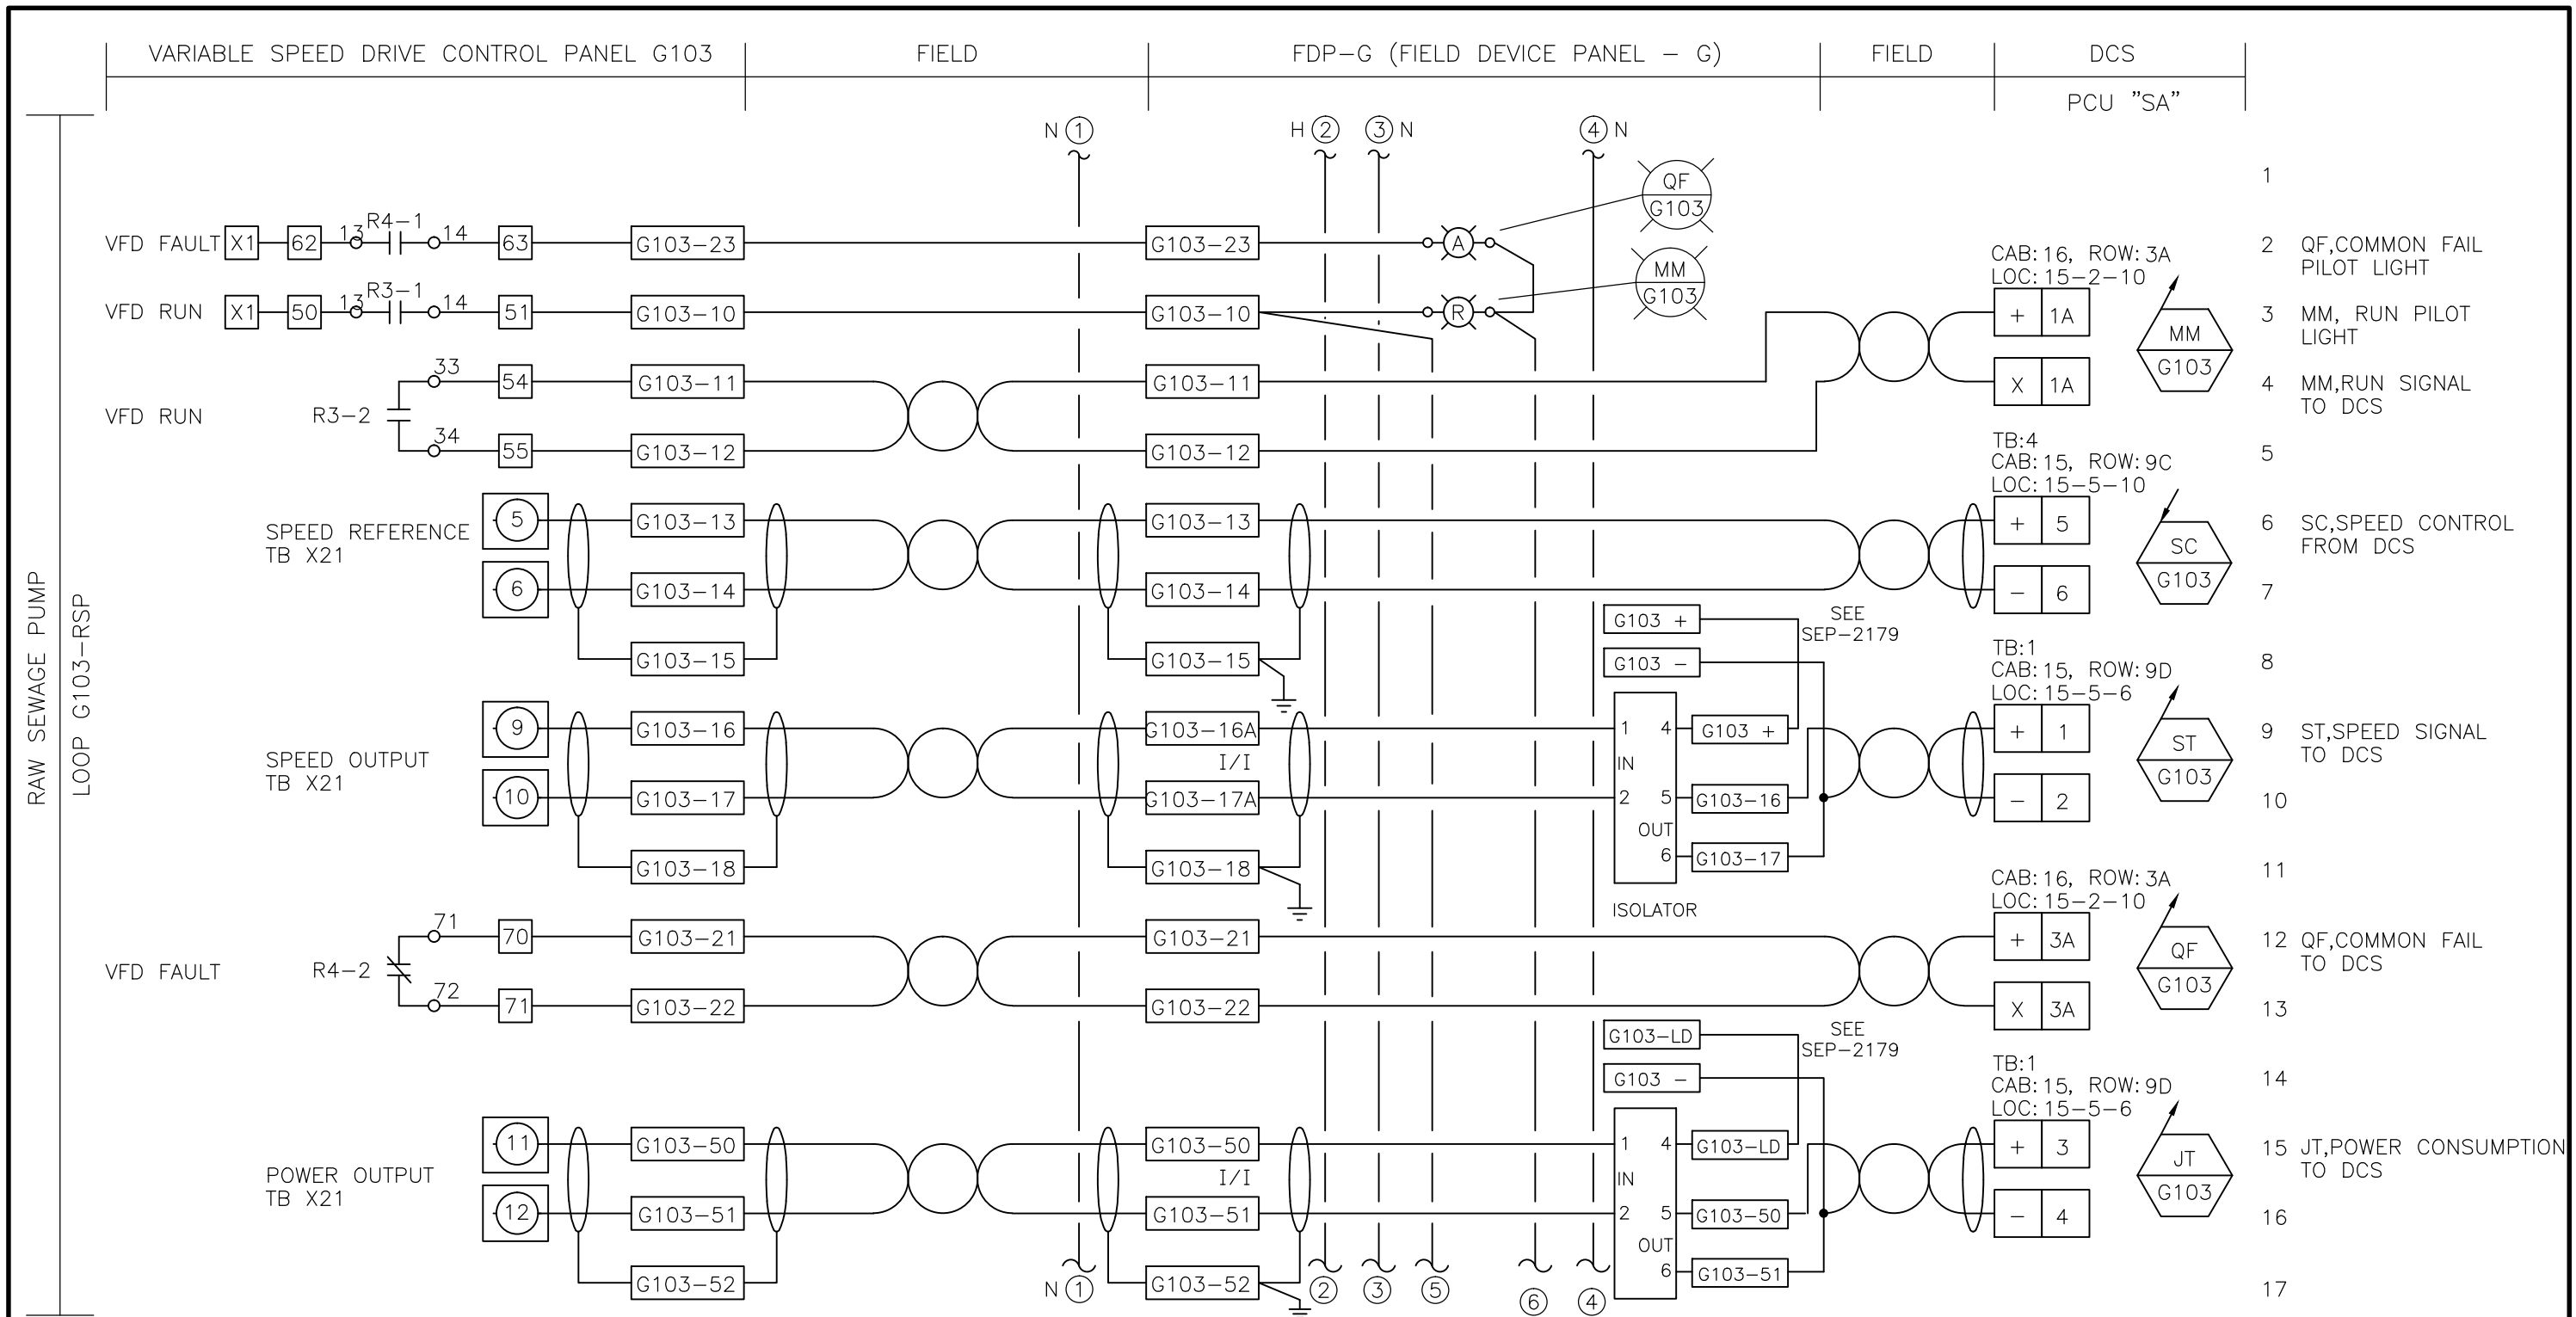 VARIABLE SPEED DRIVE CONTROL PANEL G103
FIELD
FDP-G (FIELD DEVICE PANEL - G)
FIELD
DCS
PCU "SA"
N 1
H 2
3 N
4 N
1
QF
G103
VFD FAULT X1 62 13 R4-1 14 63 G103-23
G103-23
A
2 QF,COMMON FAIL
PILOT LIGHT
MM
G103
VFD RUN X1 50 13 R3-1 14 51 G103-10
G103-10
R
CAB:16, ROW:3A
LOC:15-2-10
+ 1A
X 1A
MM
G103
3 MM, RUN PILOT
LIGHT
VFD RUN
R3-2
33
54
G103-11
G103-11
34
55
G103-12
G103-12
4 MM,RUN SIGNAL
TO DCS
5
SPEED REFERENCE
TB X21
5
G103-13
G103-13
6
G103-14
G103-14
G103-15
G103-15
TB:4
CAB:15, ROW:9C
LOC:15-5-10
+ 5
- 6
SC
G103
6 SC,SPEED CONTROL
FROM DCS
7
8
RAW SEWAGE PUMP
LOOP G103-RSP
G103 +
G103 -
SEE
SEP-2179
SPEED OUTPUT
TB X21
9
G103-16
G103-16A
I/I
10
G103-17
G103-17A
G103-18
G103-18
1 4
IN
2 5
OUT
6
ISOLATOR
G103 +
G103-16
G103-17
TB:1
CAB:15, ROW:9D
LOC:15-5-6
+ 1
- 2
ST
G103
9 ST,SPEED SIGNAL
TO DCS
10
11
VFD FAULT
R4-2
71
70
G103-21
G103-21
72
71
G103-22
G103-22
CAB:16, ROW:3A
LOC:15-2-10
+ 3A
X 3A
QF
G103
12 QF,COMMON FAIL
TO DCS
13
14
G103-LD
G103 -
SEE
SEP-2179
POWER OUTPUT
TB X21
11
G103-50
G103-50
I/I
12
G103-51
G103-51
G103-52
G103-52
1 4
IN
2 5
OUT
6
G103-LD
G103-50
G103-51
TB:1
CAB:15, ROW:9D
LOC:15-5-6
+ 3
- 4
JT
G103
15 JT,POWER CONSUMPTION
TO DCS
16
17
N 1
2
3
5
6
4